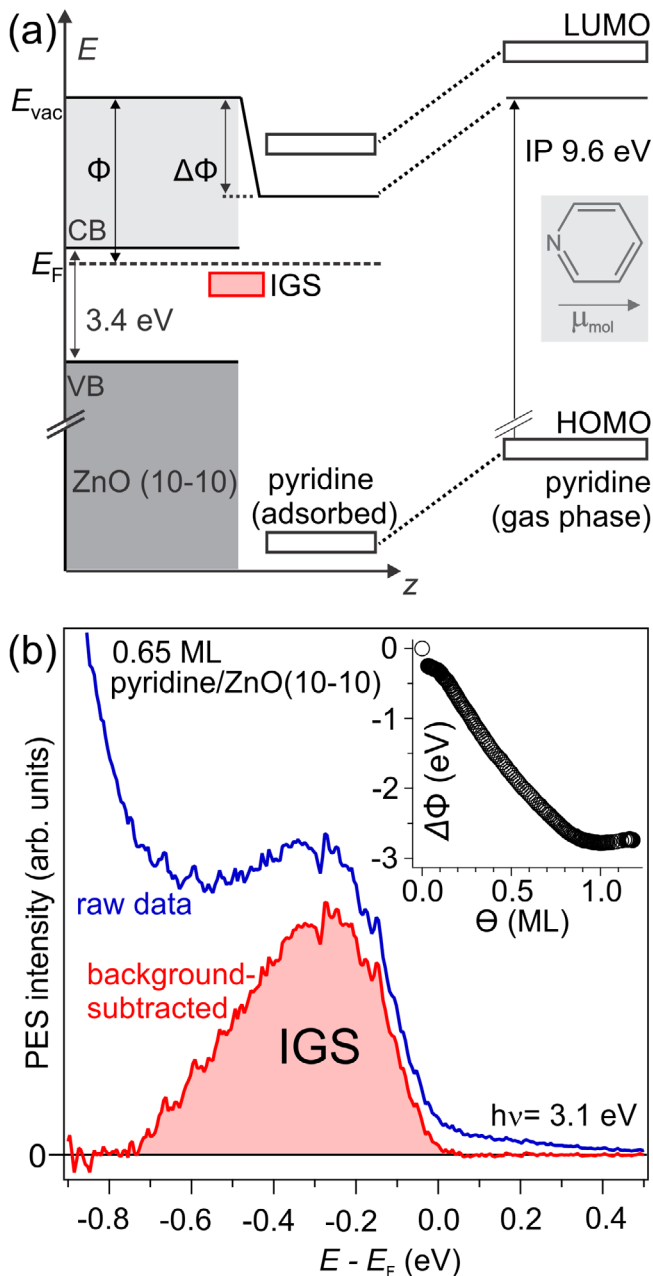 (a)
E
LUMO
E_vac
Φ
ΔΦ
IP 9.6 eV
CB
E_F
IGS
N
μ_mol
3.4 eV
VB
HOMO
ZnO (10-10)
pyridine
(adsorbed)
pyridine
(gas phase)
z
(b)
0.65 ML
pyridine/ZnO(10-10)
0
-1
-2
-3
ΔΦ (eV)
0.0
0.5
1.0
Θ (ML)
PES intensity (arb. units)
raw data
background-
subtracted
IGS
hν= 3.1 eV
0
-0.8
-0.6
-0.4
-0.2
0.0
0.2
0.4
E - E_F (eV)